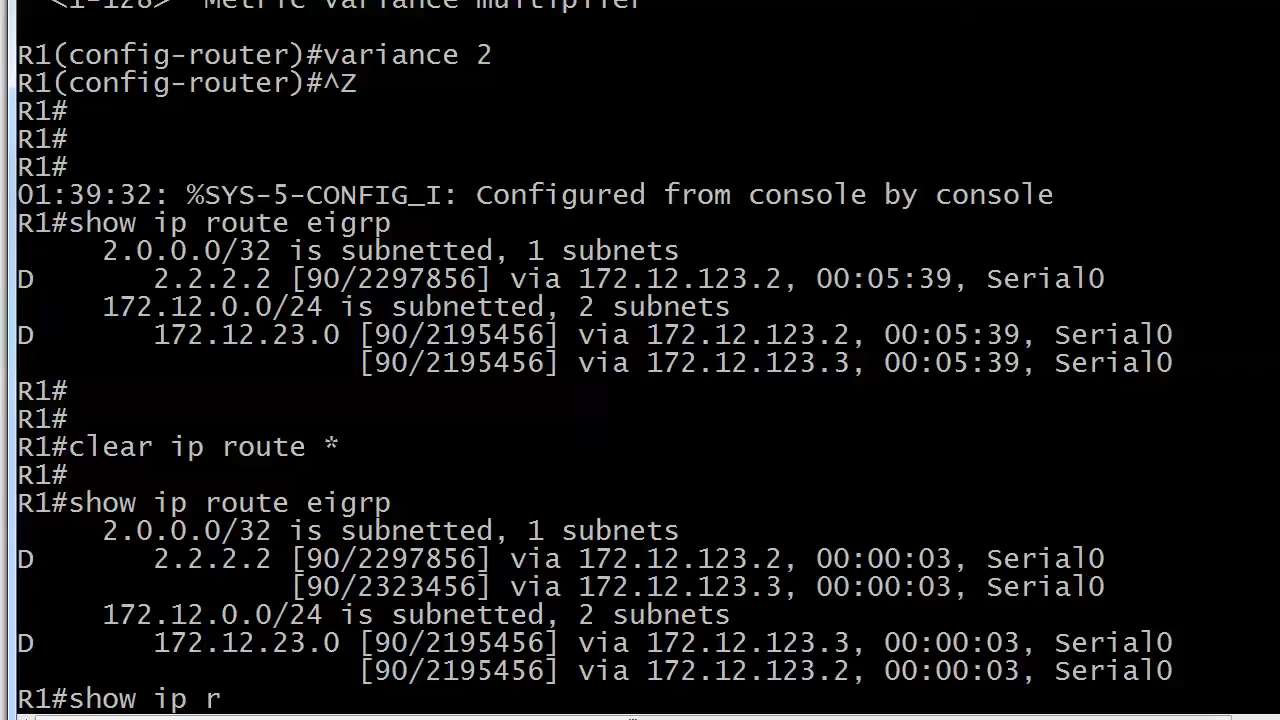 <1-128>  Metric variance multiplier
R1(config-router)#variance 2
R1(config-router)#^Z
R1#
R1#
R1#
01:39:32: %SYS-5-CONFIG_I: Configured from console by console
R1#show ip route eigrp
     2.0.0.0/32 is subnetted, 1 subnets
D       2.2.2.2 [90/2297856] via 172.12.123.2, 00:05:39, Serial0
     172.12.0.0/24 is subnetted, 2 subnets
D       172.12.23.0 [90/2195456] via 172.12.123.2, 00:05:39, Serial0
                    [90/2195456] via 172.12.123.3, 00:05:39, Serial0
R1#
R1#
R1#clear ip route *
R1#
R1#show ip route eigrp
     2.0.0.0/32 is subnetted, 1 subnets
D       2.2.2.2 [90/2297856] via 172.12.123.2, 00:00:03, Serial0
                [90/2323456] via 172.12.123.3, 00:00:03, Serial0
     172.12.0.0/24 is subnetted, 2 subnets
D       172.12.23.0 [90/2195456] via 172.12.123.3, 00:00:03, Serial0
                    [90/2195456] via 172.12.123.2, 00:00:03, Serial0
R1#show ip r